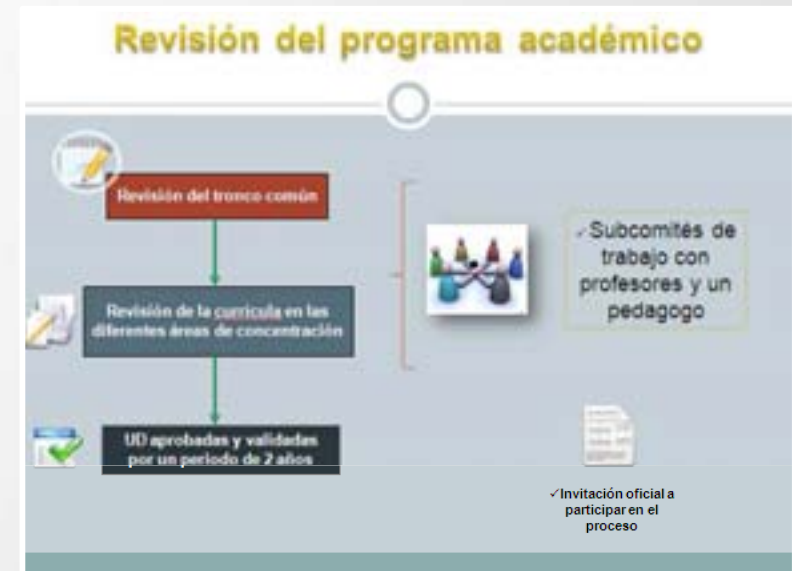 Revisión del programa académico
Revisión del tronco común
Revisión de la curricula en las
diferentes áreas de concentración
UD aprobadas y validadas
por un periodo de 2 años
✓Subcomités de
trabajo con
profesores y un
pedagogo
✓Invitación oficial a
participar en el
proceso